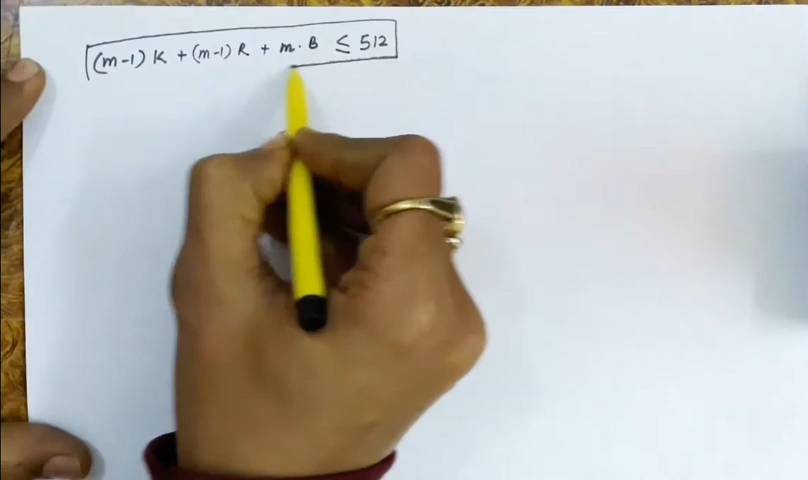 (m-1) K + (m-1) R + m · B ≤ 512